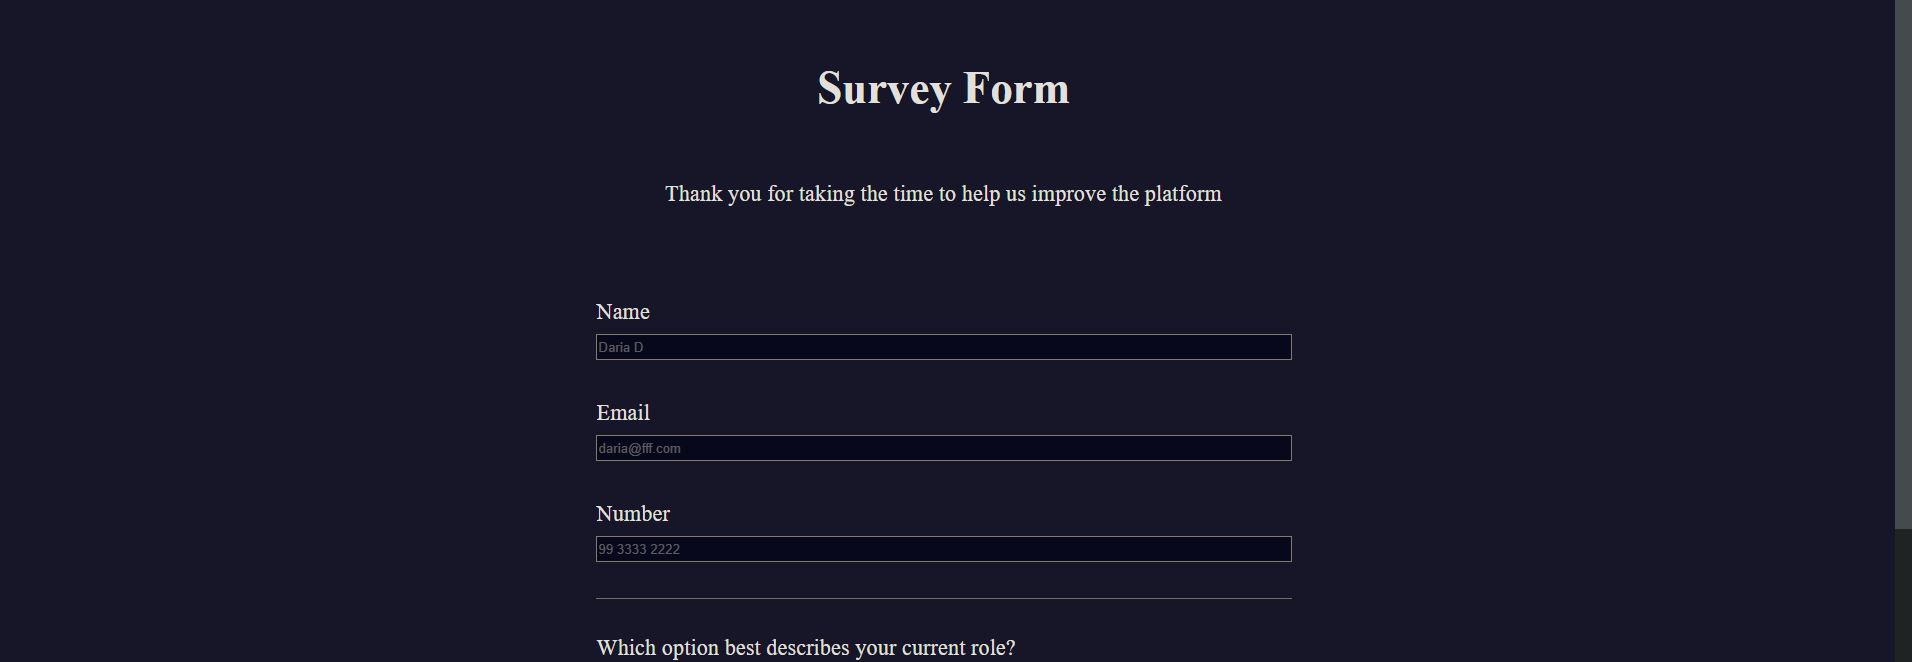 Survey Form
Thank you for taking the time to help us improve the platform
Name
Daria D
Email
daria@fff.com
Number
99 3333 2222
Which option best describes your current role?